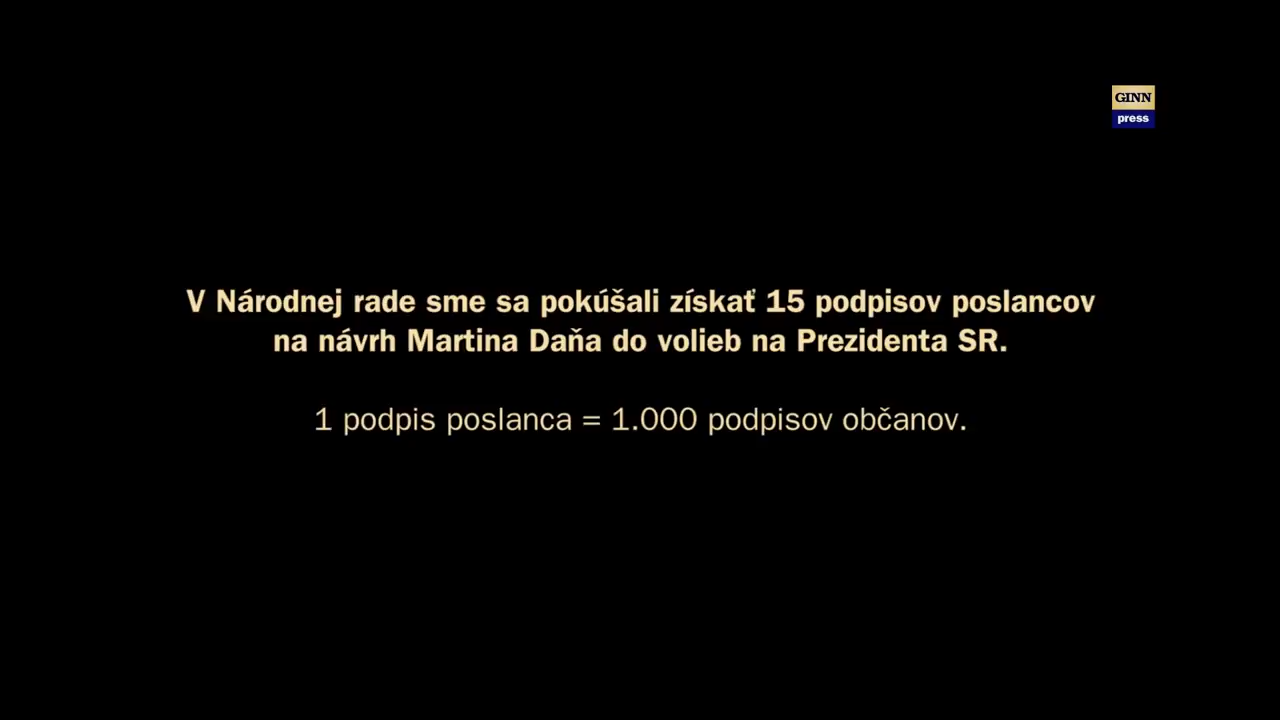 GINN
press
V Národnej rade sme sa pokúšali získať 15 podpisov poslancov
na návrh Martina Daňa do volieb na Prezidenta SR.
1 podpis poslanca = 1.000 podpisov občanov.